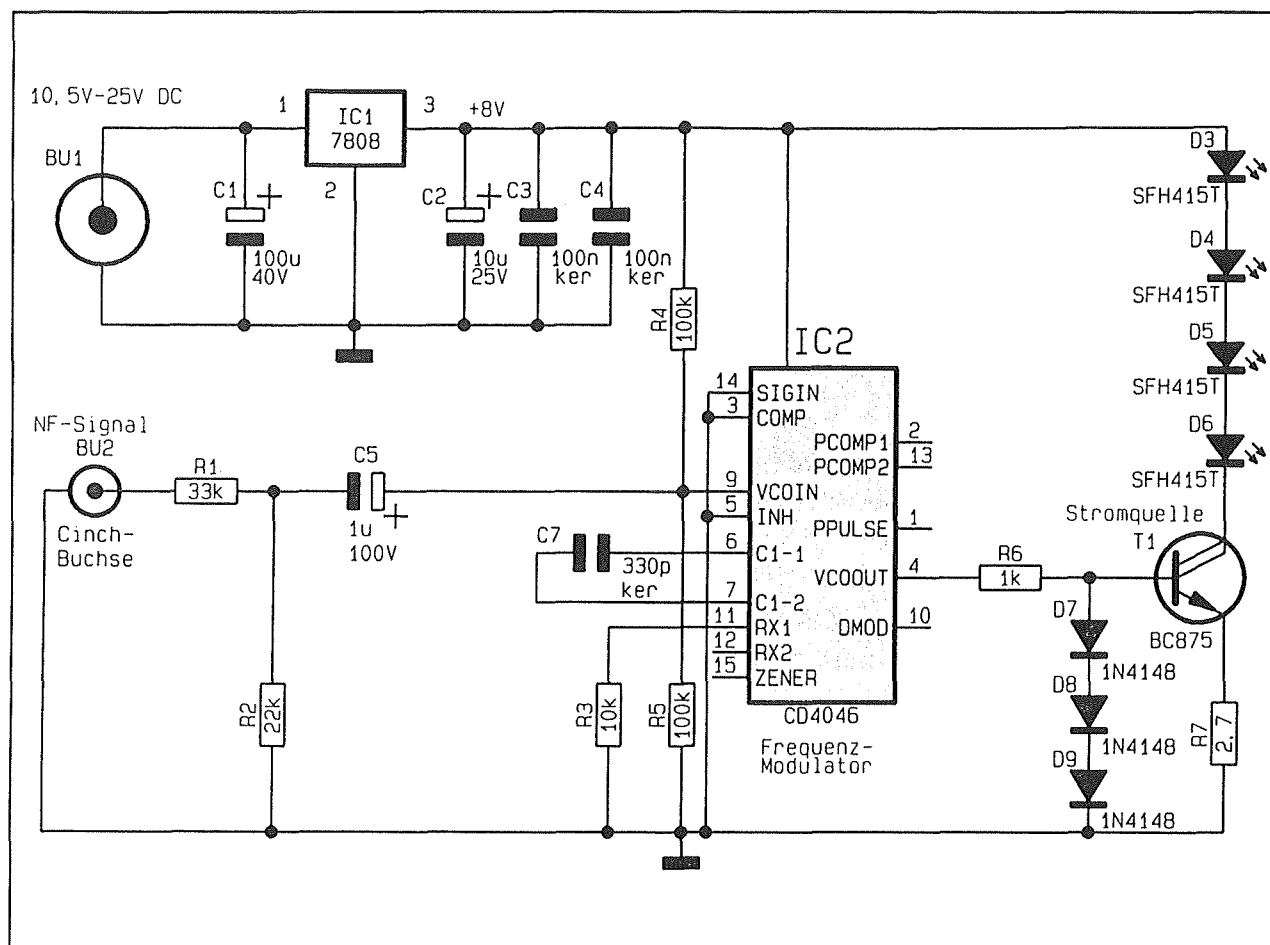 10,5V-25V DC
BU1
1
IC1
7808
3
+8V
2
C1
+
100u
40V
C2
+
10u
25V
C3
100n
ker
C4
100n
ker
R4
100k
D3
SFH415T
D4
SFH415T
D5
SFH415T
D6
SFH415T
NF-Signal
BU2
Cinch-
Buchse
R1
33k
C5
+
1u
100V
R2
22k
C7
330p
ker
R3
10k
R5
100k
IC2
14 SIGIN
3 COMP
PCOMP1 2
PCOMP2 13
9 VCOIN
5 INH
PPULSE 1
6 C1-1
VCOOUT 4
7 C1-2
11 RX1
DMOD 10
12 RX2
15 ZENER
CD4046
Frequenz-
Modulator
R6
1k
Stromquelle
T1
BC875
D7
1N4148
D8
1N4148
D9
1N4148
R7
2,7